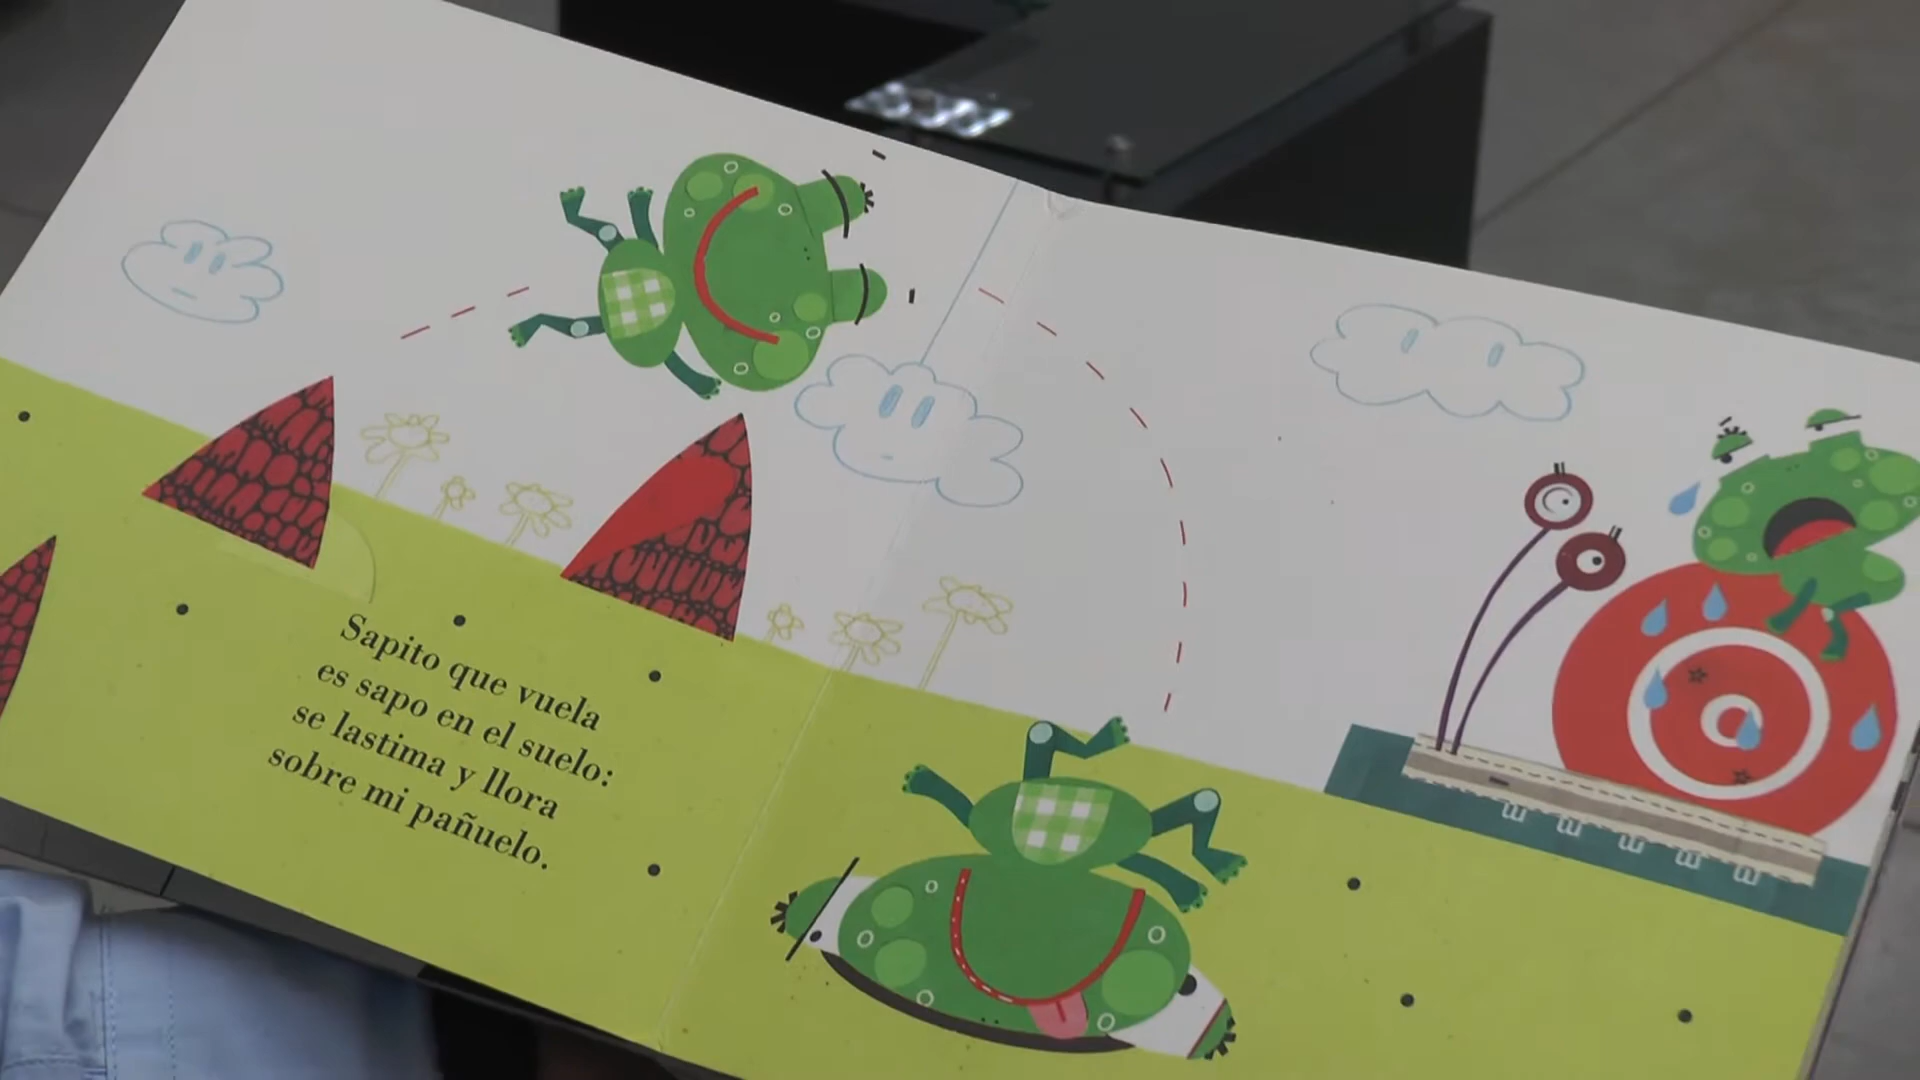 Sapito que vuela
es sapo en el suelo:
se lastima y llora
sobre mi pañuelo.